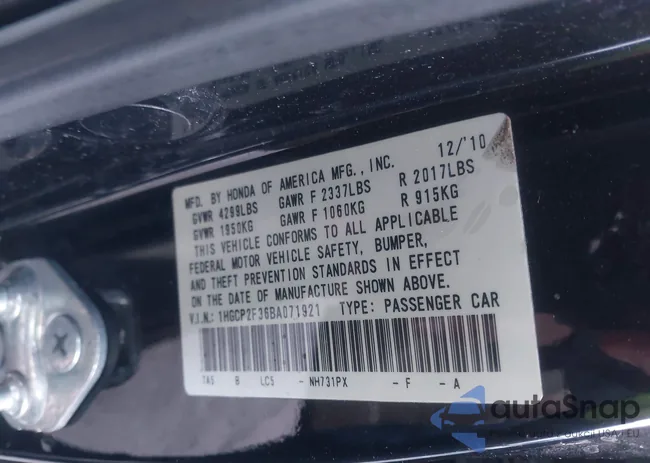 MFD. BY HONDA OF AMERICA MFG., INC. 12/'10
GVWR 4299LBS GAWR F 2337LBS R 2017LBS
GVWR 1950KG GAWR F 1060KG R 915KG
THIS VEHICLE CONFORMS TO ALL APPLICABLE
FEDERAL MOTOR VEHICLE SAFETY, BUMPER,
AND THEFT PREVENTION STANDARDS IN EFFECT
ON THE DATE OF MANUFACTURE SHOWN ABOVE.
V.I.N.: 1HGCP2F36BA071921 TYPE: PASSENGER CAR
TA5 B LC5 - NH731PX - F - A
autoSnap